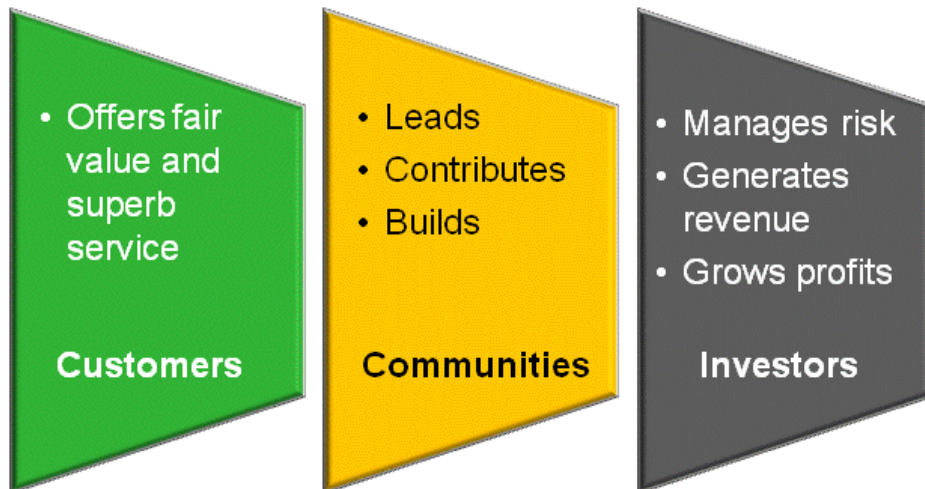 • Offers fair
value and
superb
service
Customers
• Leads
• Contributes
• Builds
Communities
• Manages risk
• Generates
revenue
• Grows profits
Investors